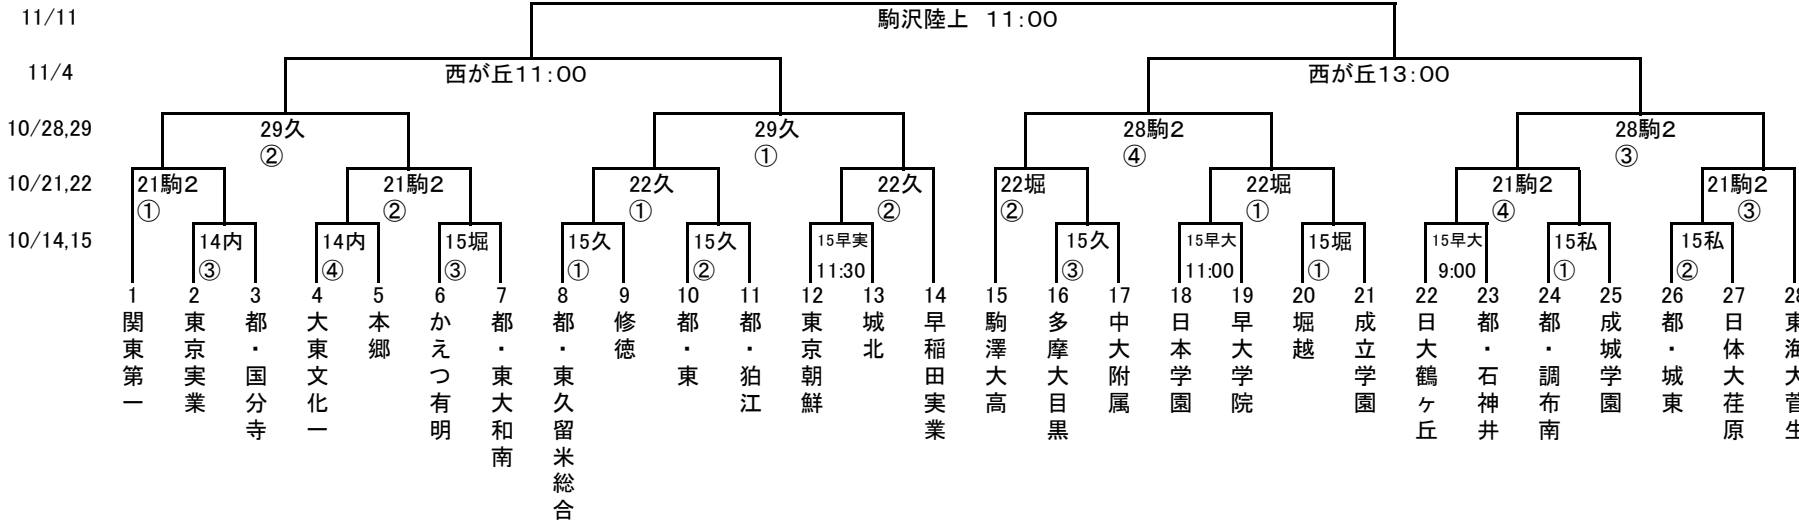 11/11
駒沢陸上 11:00
11/4
西が丘11:00
西が丘13:00
10/28,29
29久
②
29久
①
28駒2
④
28駒2
③
10/21,22
21駒2
①
21駒2
②
22久
①
22久
②
22堀
②
22堀
①
21駒2
④
21駒2
③
10/14,15
14内
③
14内
④
15堀
③
15久
①
15久
②
15早実
11:30
15久
③
15早大
11:00
15堀
①
15早大
9:00
15私
①
15私
②
1
関東第一
2
東京実業
3
都・国分寺
4
大東文化一
5
本郷
6
かえつ有明
7
都・東大和南
8
都・東久留米総合
9
修徳
10
都・東
11
都・狛江
12
東京朝鮮
13
城北
14
早稲田実業
15
駒澤大高
16
多摩大目黒
17
中大附属
18
日本学園
19
早大学院
20
堀越
21
成立学園
22
日大鶴ヶ丘
23
都・石神井
24
都・調布南
25
成城学園
26
都・城東
27
日体大荏原
28
東海大菅生